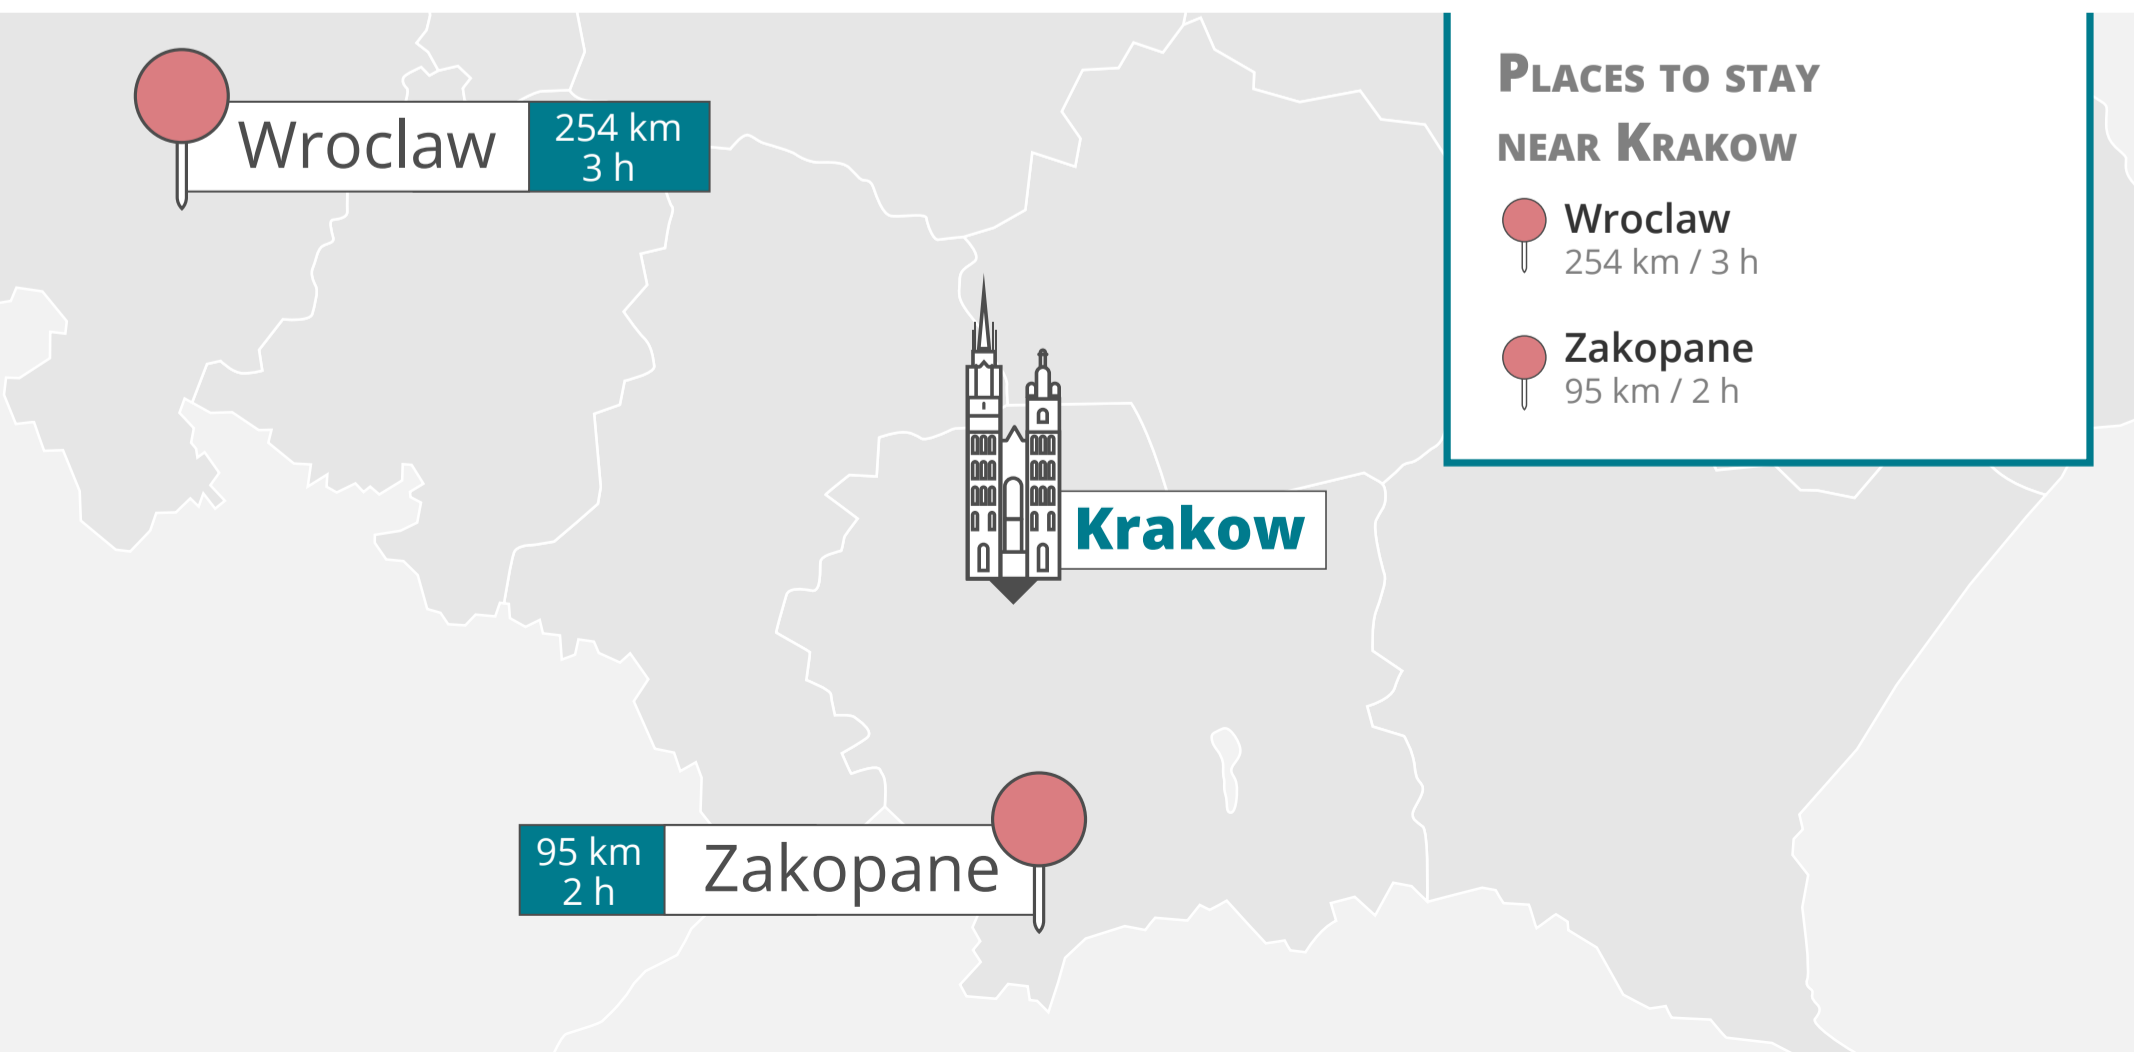 Wroclaw
254 km
3 h
Krakow
95 km
2 h
Zakopane
Places to stay
near Krakow
Wroclaw
254 km / 3 h
Zakopane
95 km / 2 h